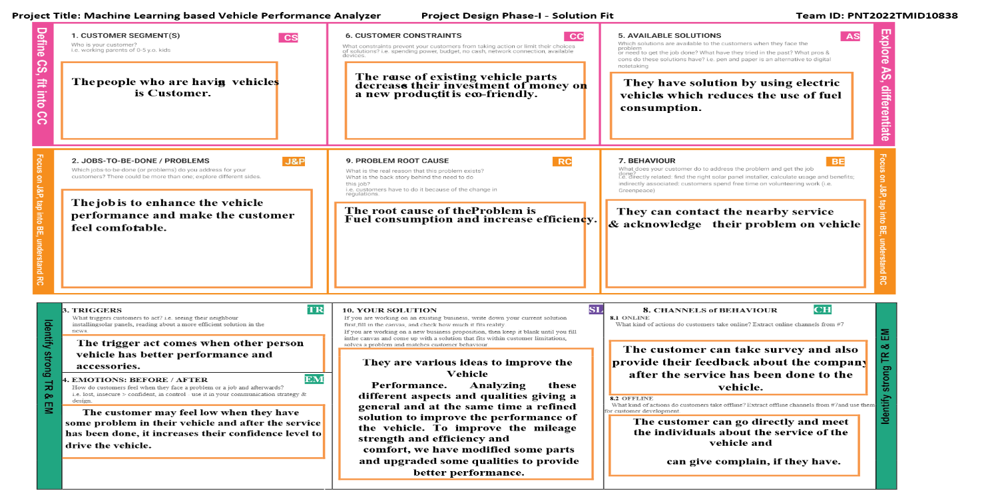 Project Title: Machine Learning based Vehicle Performance Analyzer
Project Design Phase-I - Solution Fit
Team ID: PNT2022TMID10838
Define CS, fit into CC
1. CUSTOMER SEGMENT(S)
CS
Who is your customer?
i.e. working parents of 0-5 y.o. kids
The people who are having vehicles
is Customer.
6. CUSTOMER CONSTRAINTS
CC
What constraints prevent your customers from taking action or limit their choices
of solutions? i.e. spending power, budget, no cash, network connection, available
devices.
The reuse of existing vehicle parts
decreases their investment of money on
a new product, it is eco-friendly.
5. AVAILABLE SOLUTIONS
AS
Which solutions are available to the customers when they face the
problem
or need to get the job done? What have they tried in the past? What pros &
cons do these solutions have? i.e. pen and paper is an alternative to digital
notetaking
They have solution by using electric
vehicles which reduces the use of fuel
consumption.
Explore AS, differentiate
Focus on J&P, tap into BE, understand RC
2. JOBS-TO-BE-DONE / PROBLEMS
J&P
Which jobs-to-be-done (or problems) do you address for your
customers? There could be more than one; explore different sides.
The job is to enhance the vehicle
performance and make the customer
feel comfortable.
9. PROBLEM ROOT CAUSE
RC
What is the real reason that this problem exists?
What is the back story behind the need to do
this job?
i.e. customers have to do it because of the change in
regulations.
The root cause of the Problem is
Fuel consumption and increase efficiency.
7. BEHAVIOUR
BE
What does your customer do to address the problem and get the job
done?
i.e. directly related: find the right solar panel installer, calculate usage and benefits;
indirectly associated: customers spend free time on volunteering work (i.e.
Greenpeace)
They can contact the nearby service
& acknowledge their problem on vehicle
Focus on J&P, tap into BE, understand RC
Identify strong TR & EM
3. TRIGGERS
TR
What triggers customers to act? i.e. seeing their neighbour
installingsolar panels, reading about a more efficient solution in the
news.
The trigger act comes when other person
vehicle has better performance and
accessories.
4. EMOTIONS: BEFORE / AFTER
EM
How do customers feel when they face a problem or a job and afterwards?
i.e. lost, insecure > confident, in control - use it in your communication strategy &
design.
The customer may feel low when they have
some problem in their vehicle and after the service
has been done, it increases their confidence level to
drive the vehicle.
10. YOUR SOLUTION
SL
If you are working on an existing business, write down your current solution
first,fill in the canvas, and check how much it fits reality.
If you are working on a new business proposition, then keep it blank until you fill
inthe canvas and come up with a solution that fits within customer limitations,
solves a problem and matches customer behaviour
They are various ideas to improve the
Vehicle
Performance. Analyzing these
different aspects and qualities giving a
general and at the same time a refined
solution to improve the performance of
the vehicle. To improve the mileage
strength and efficiency and
comfort, we have modified some parts
and upgraded some qualities to provide
better performance.
8. CHANNELS of BEHAVIOUR
CH
8.1 ONLINE
What kind of actions do customers take online? Extract online channels from #7
The customer can take survey and also
provide their feedback about the company
after the service has been done to the
vehicle.
8.2 OFFLINE
What kind of actions do customers take offline? Extract offline channels from #7and use them
for customer development.
The customer can go directly and meet
the individuals about the service of the
vehicle and
can give complain, if they have.
Identify strong TR & EM